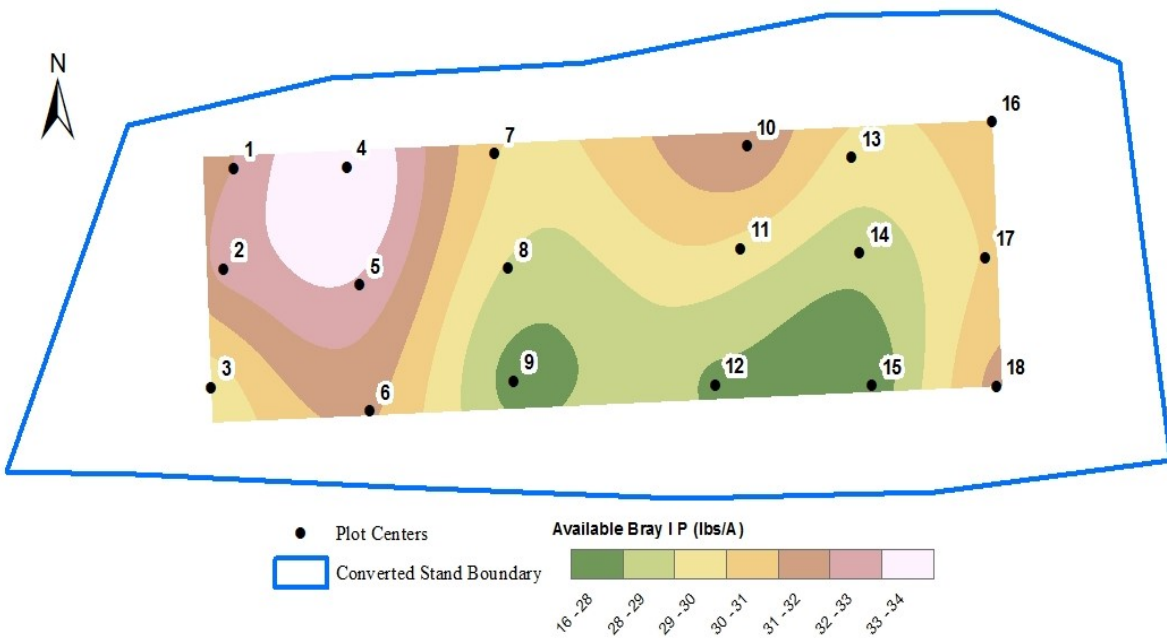 N
16
10
7
13
1
4
11
14
17
2
8
5
3
9
12
15
18
6
Plot Centers
Converted Stand Boundary
Available Bray I P (lbs/A)
16 - 28
28 - 29
29 - 30
30 - 31
31 - 32
32 - 33
33 - 34